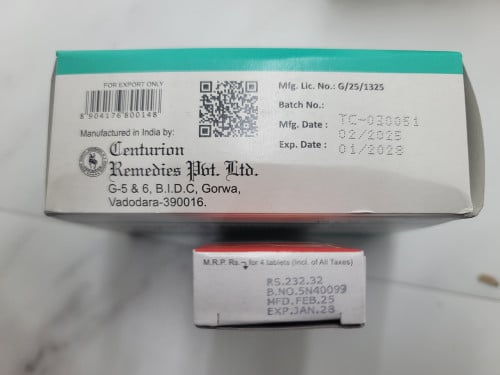 FOR EXPORT ONLY
8 904176 800148
Manufactured in India by:
Centurion
Remedies Pvt. Ltd.
G-5 & 6, B.I.D.C, Gorwa,
Vadodara-390016.
Mfg. Lic. No.: G/25/1325
Batch No.:
TC-030051
Mfg. Date : 02/2025
Exp. Date : 01/2028
M.R.P. Rs. for 4 tablets (Incl. of All Taxes)
RS.232.32
B.NO.5N40099
MFD.FEB.25
EXP.JAN.28